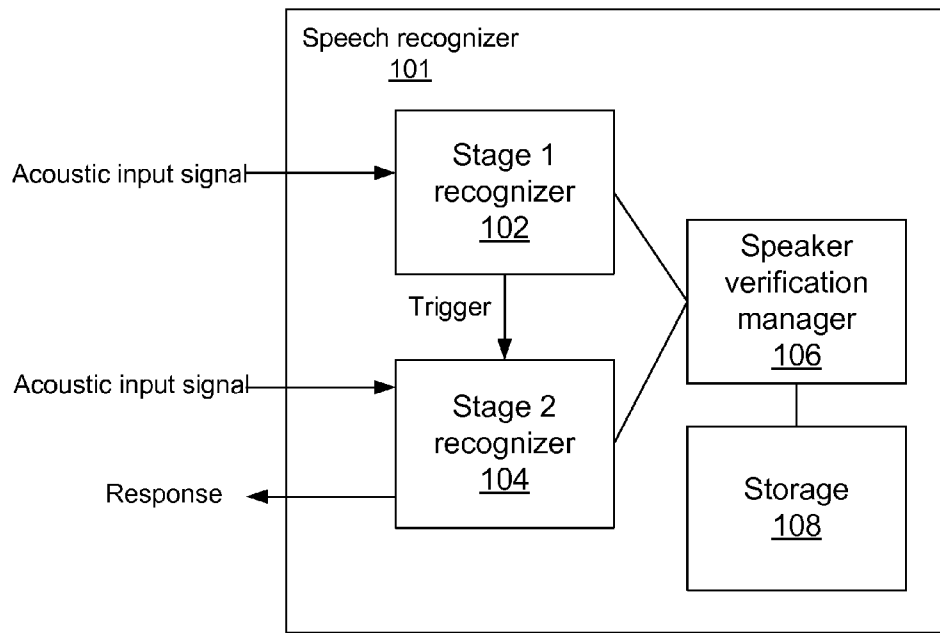 Speech recognizer
101
Acoustic input signal
Stage 1
recognizer
102
Trigger
Speaker
verification
manager
106
Acoustic input signal
Stage 2
recognizer
104
Response
Storage
108